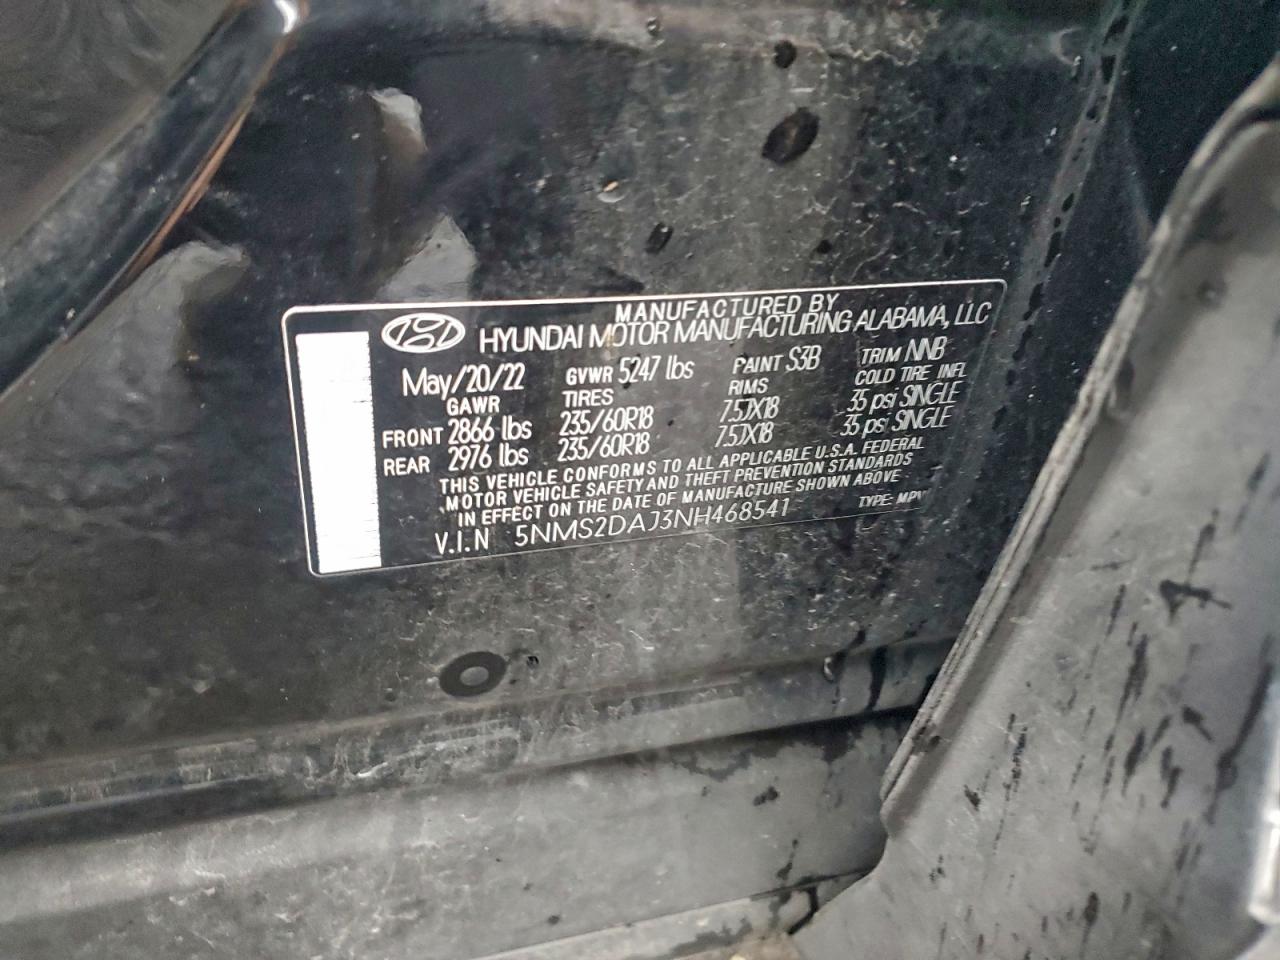 MANUFACTURED BY
HYUNDAI MOTOR MANUFACTURING ALABAMA, LLC
May/20/22 GVWR 5247 lbs PAINT S3B TRIM NNB
GAWR TIRES RIMS COLD TIRE INFL
FRONT 2866 lbs 235/60R18 7.5JX18 35 psi SINGLE
REAR 2976 lbs 235/60R18 7.5JX18 35 psi SINGLE
THIS VEHICLE CONFORMS TO ALL APPLICABLE U.S.A. FEDERAL
MOTOR VEHICLE SAFETY AND THEFT PREVENTION STANDARDS
IN EFFECT ON THE DATE OF MANUFACTURE SHOWN ABOVE
V.I.N 5NMS2DAJ3NH468541 TYPE: MPV